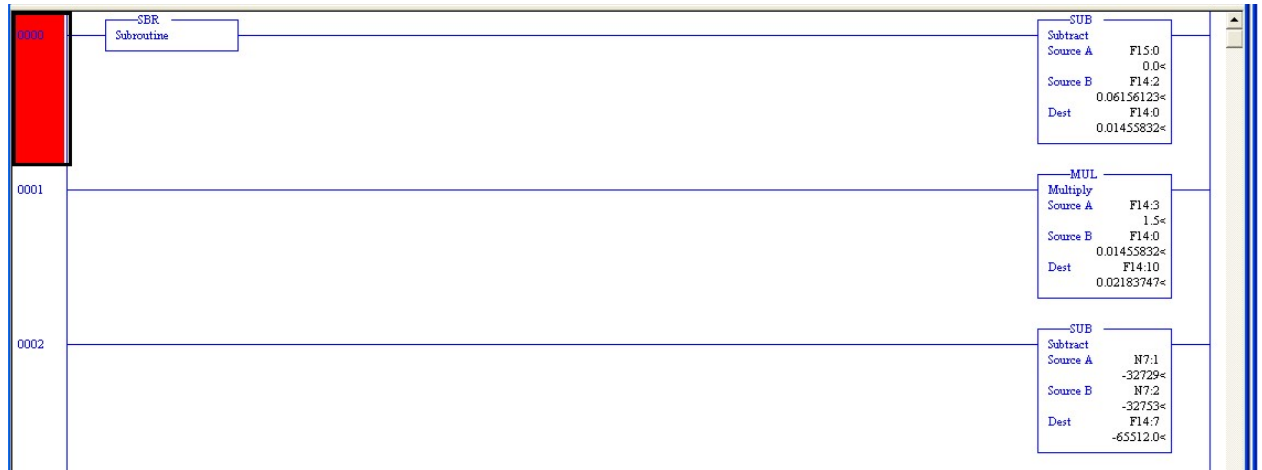 0000
SBR
Subroutine
SUB
Subtract
Source A F15:0
0.0<
Source B F14:2
0.06156123<
Dest F14:0
0.01455832<
0001
MUL
Multiply
Source A F14:3
1.5<
Source B F14:0
0.01455832<
Dest F14:10
0.02183747<
0002
SUB
Subtract
Source A N7:1
-32729<
Source B N7:2
-32753<
Dest F14:7
-65512.0<